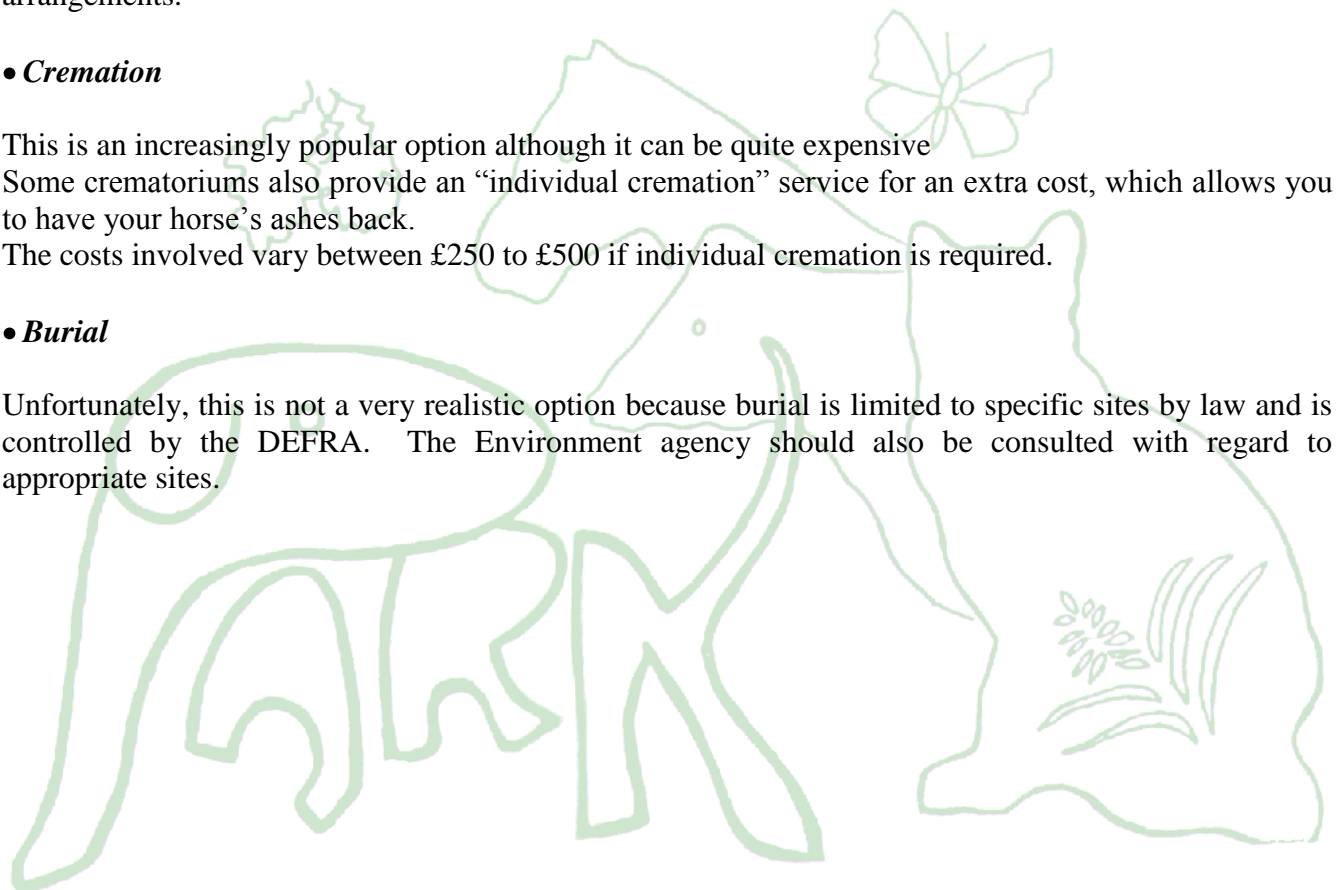 arrangements.
• Cremation
This is an increasingly popular option although it can be quite expensive
Some crematoriums also provide an “individual cremation” service for an extra cost, which allows you
to have your horse’s ashes back.
The costs involved vary between £250 to £500 if individual cremation is required.
• Burial
Unfortunately, this is not a very realistic option because burial is limited to specific sites by law and is
controlled by the DEFRA. The Environment agency should also be consulted with regard to
appropriate sites.
ARK